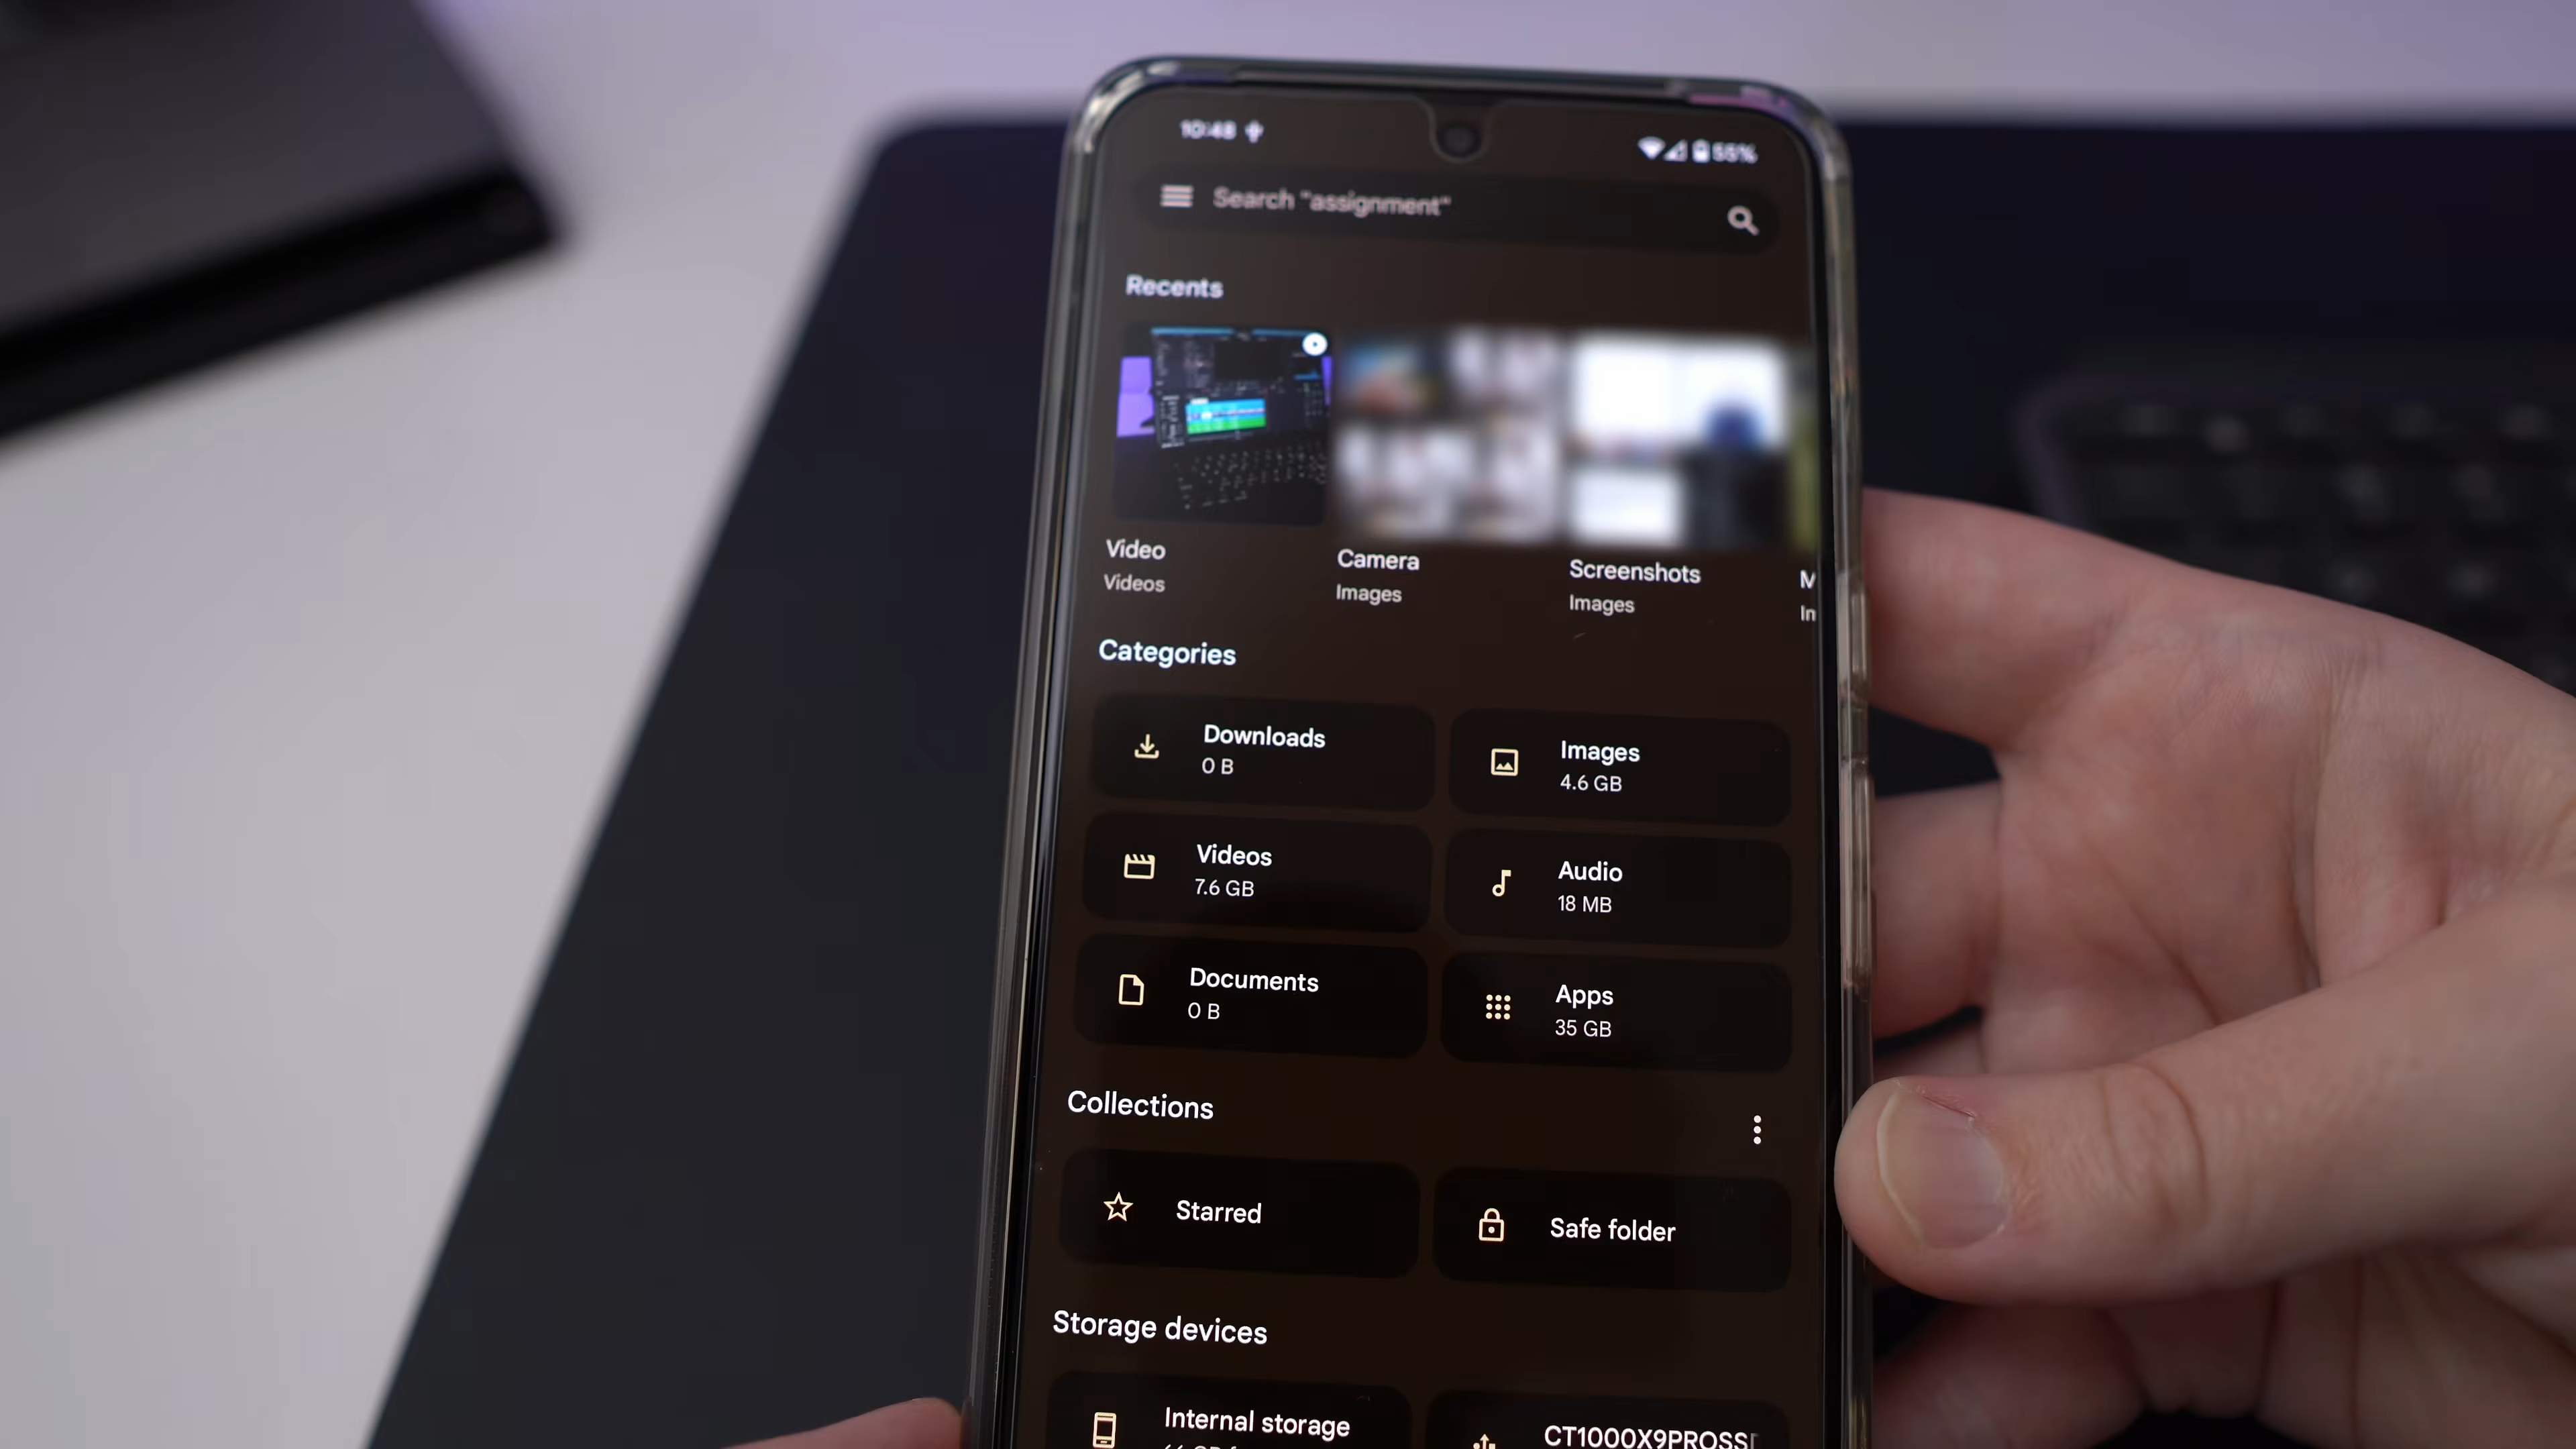 10:48
55%
Search "assignment"
Recents
Video
Videos
Camera
Images
Screenshots
Images
M
In
Categories
Downloads
0 B
Images
4.6 GB
Videos
7.6 GB
Audio
18 MB
Documents
0 B
Apps
35 GB
Collections
Starred
Safe folder
Storage devices
Internal storage
CT1000X9PROSS